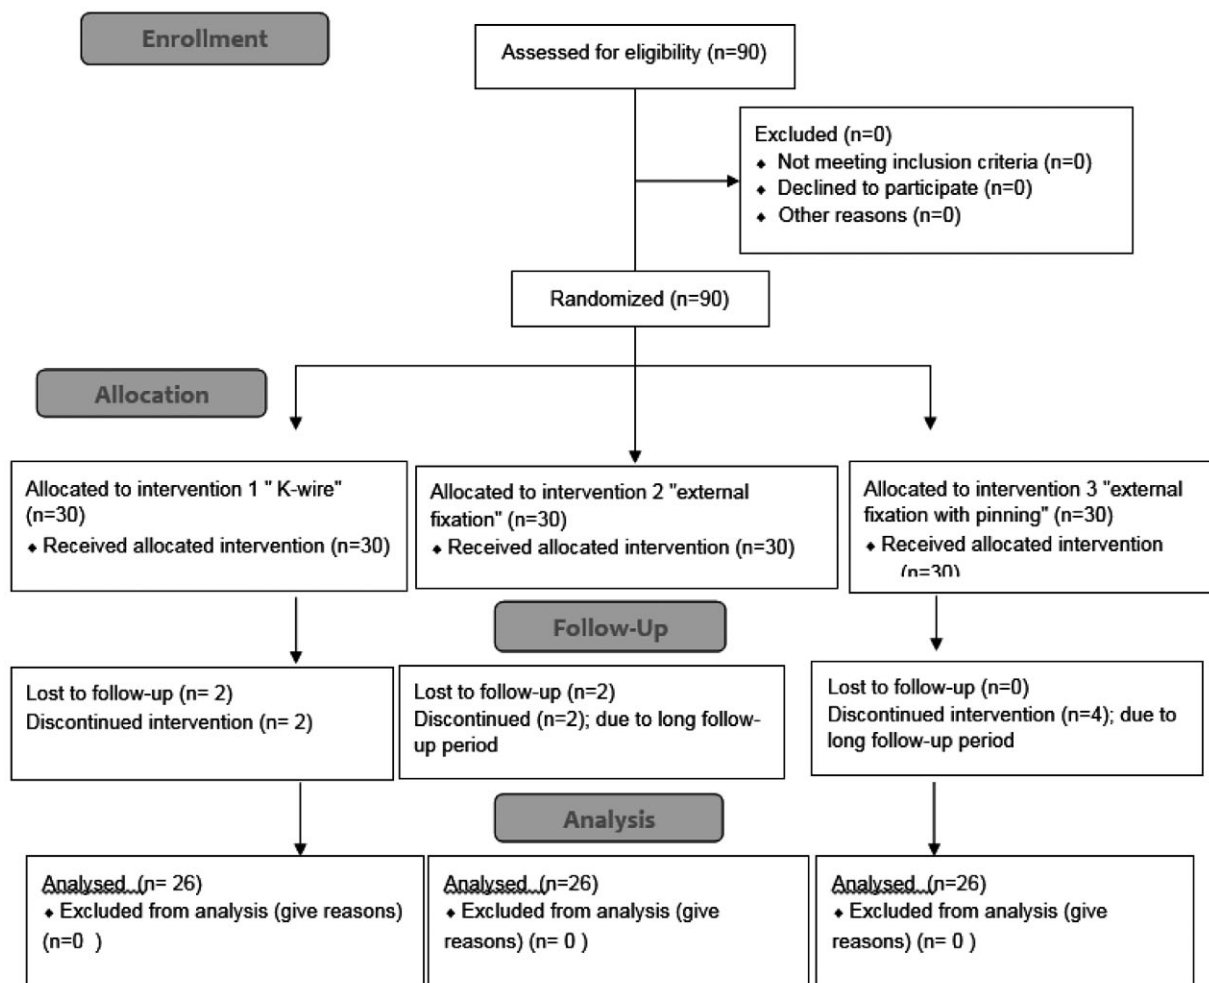 Enrollment
Assessed for eligibility (n=90)
Excluded (n=0)
♦ Not meeting inclusion criteria (n=0)
♦ Declined to participate (n=0)
♦ Other reasons (n=0)
Randomized (n=90)
Allocation
Allocated to intervention 1 " K-wire"
(n=30)
♦ Received allocated intervention (n=30)
Allocated to intervention 2 "external
fixation" (n=30)
♦ Received allocated intervention (n=30)
Allocated to intervention 3 "external
fixation with pinning" (n=30)
♦ Received allocated intervention
(n=30)
Follow-Up
Lost to follow-up (n= 2)
Discontinued intervention (n= 2)
Lost to follow-up (n=2)
Discontinued (n=2); due to long follow-
up period
Lost to follow-up (n=0)
Discontinued intervention (n=4); due to
long follow-up period
Analysis
Analysed (n= 26)
♦ Excluded from analysis (give reasons)
(n=0 )
Analysed (n=26)
♦ Excluded from analysis (give
reasons) (n= 0 )
Analysed (n=26)
♦ Excluded from analysis (give
reasons) (n= 0 )